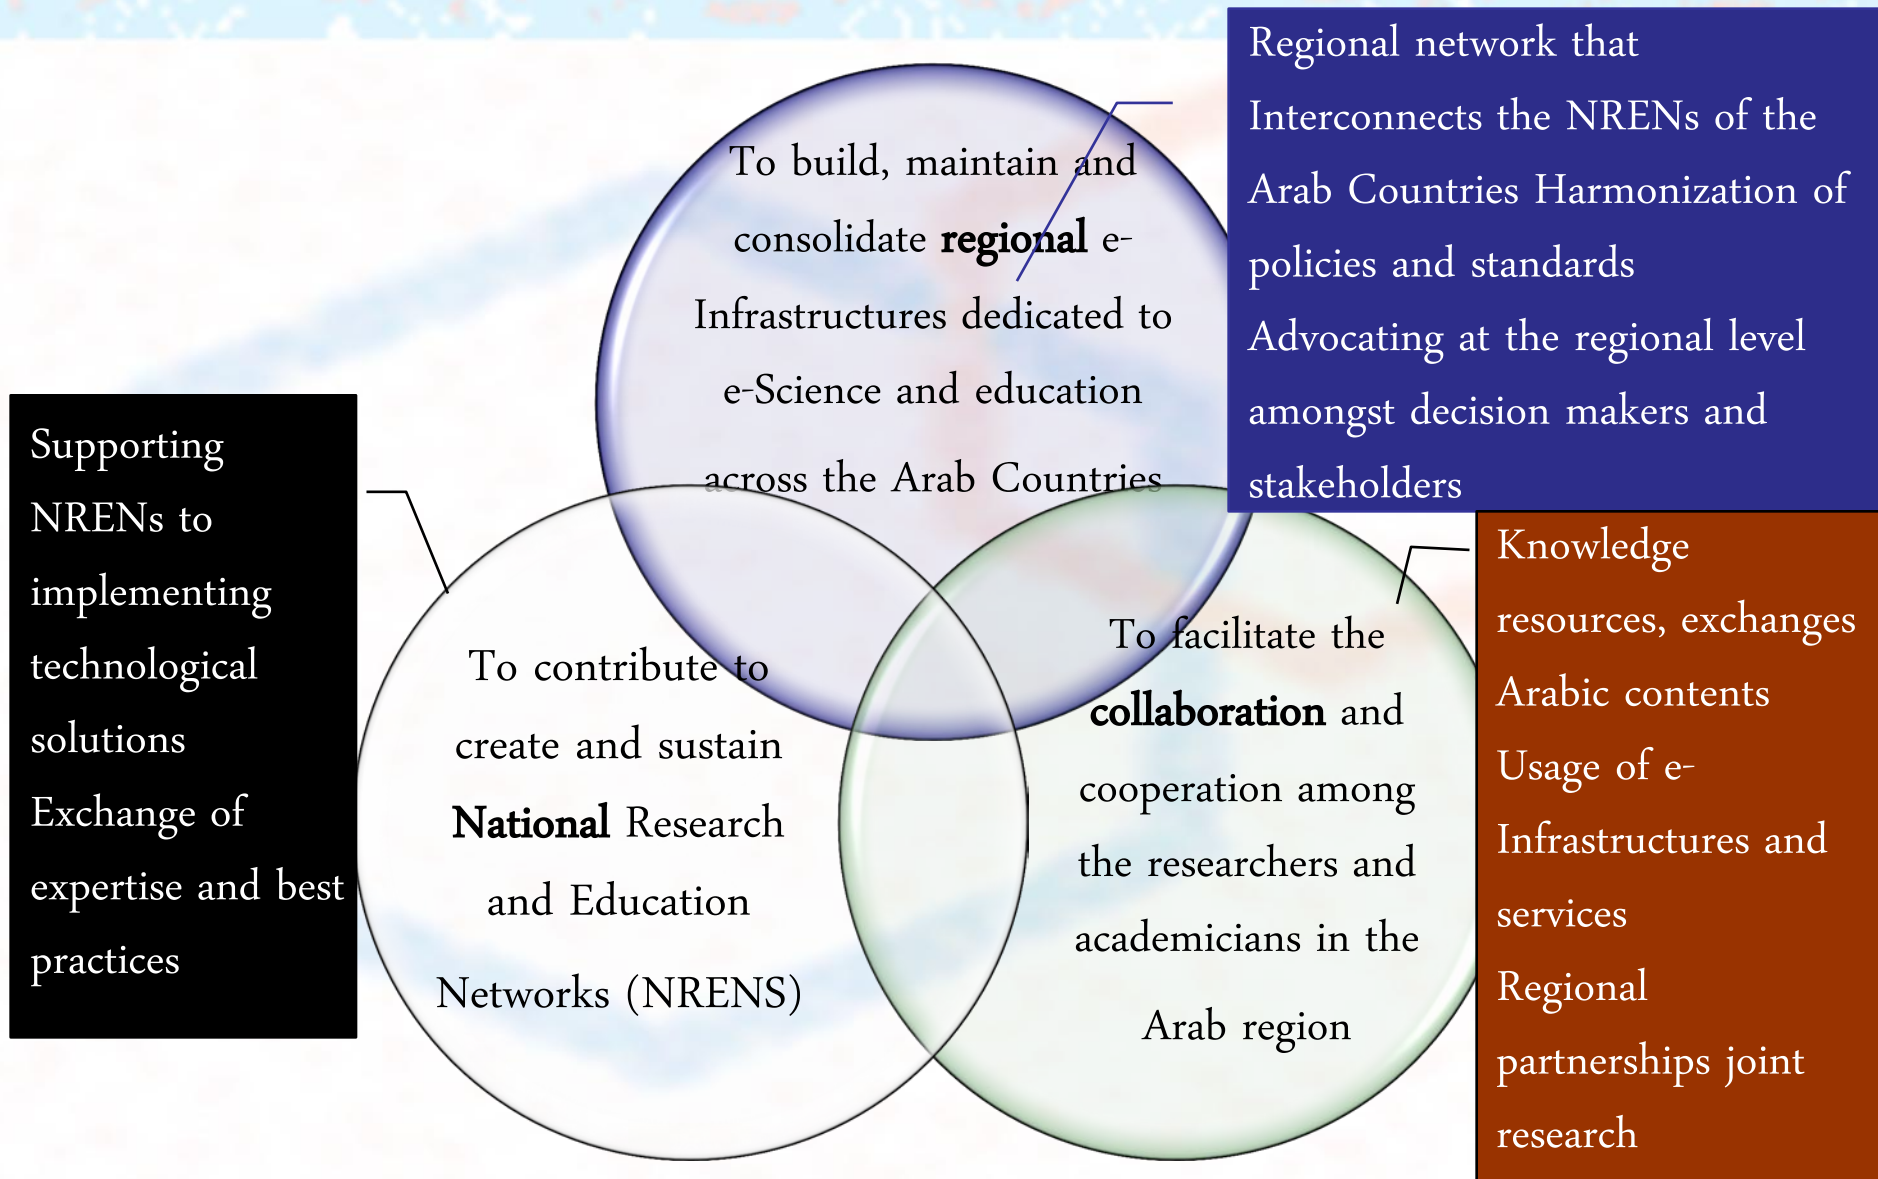 Regional network that
Interconnects the NRENs of the
Arab Countries Harmonization of
policies and standards
Advocating at the regional level
amongst decision makers and
stakeholders
To build, maintain and
consolidate regional e-
Infrastructures dedicated to
e-Science and education
across the Arab Countries
Supporting
NRENs to
implementing
technological
solutions
Exchange of
expertise and best
practices
To contribute to
create and sustain
National Research
and Education
Networks (NRENS)
To facilitate the
collaboration and
cooperation among
the researchers and
academicians in the
Arab region
Knowledge
resources, exchanges
Arabic contents
Usage of e-
Infrastructures and
services
Regional
partnerships joint
research